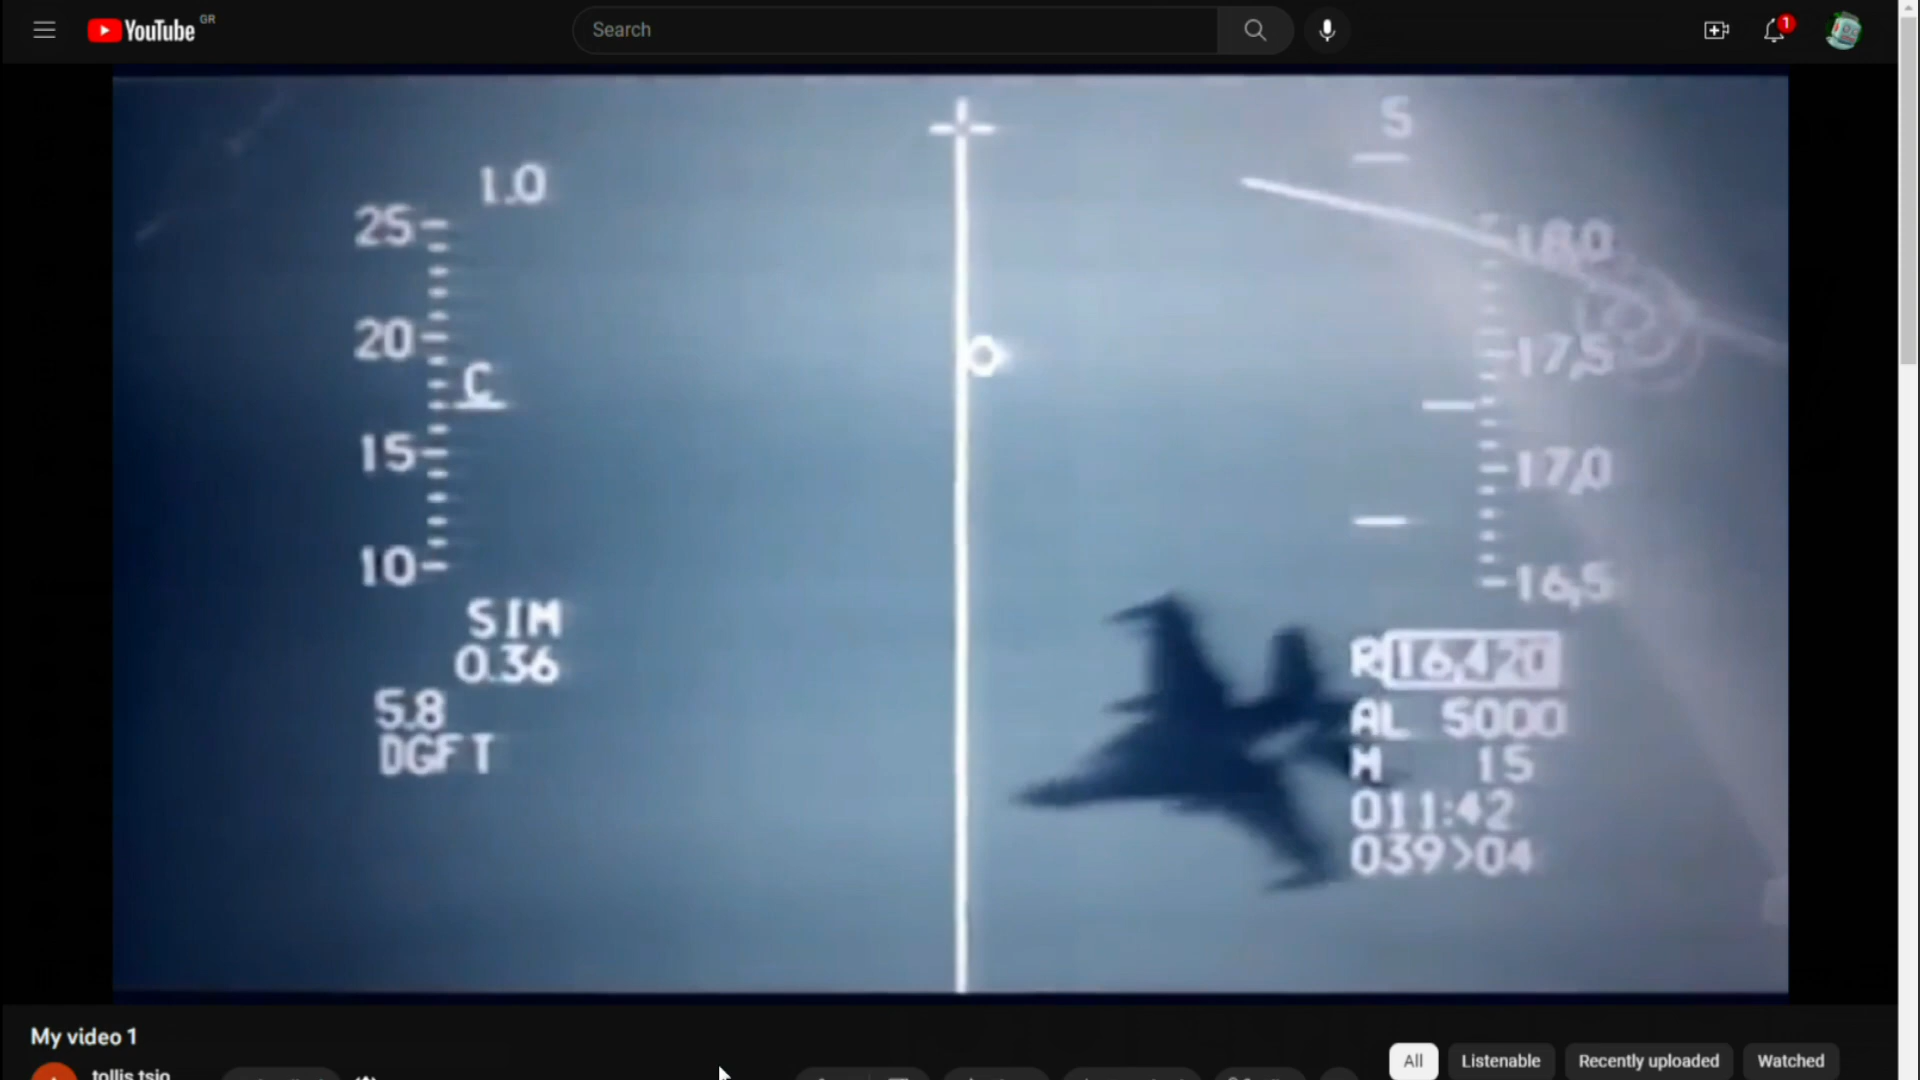 YouTube GR
Search
1
S
1.0
25
20
C
15
10
18,0
17,5
17,0
16,5
SIM
0.36
5.8
DGFT
R 16,420
AL 5000
M 15
011:42
039>04
My video 1
tollis tsio
All
Listenable
Recently uploaded
Watched